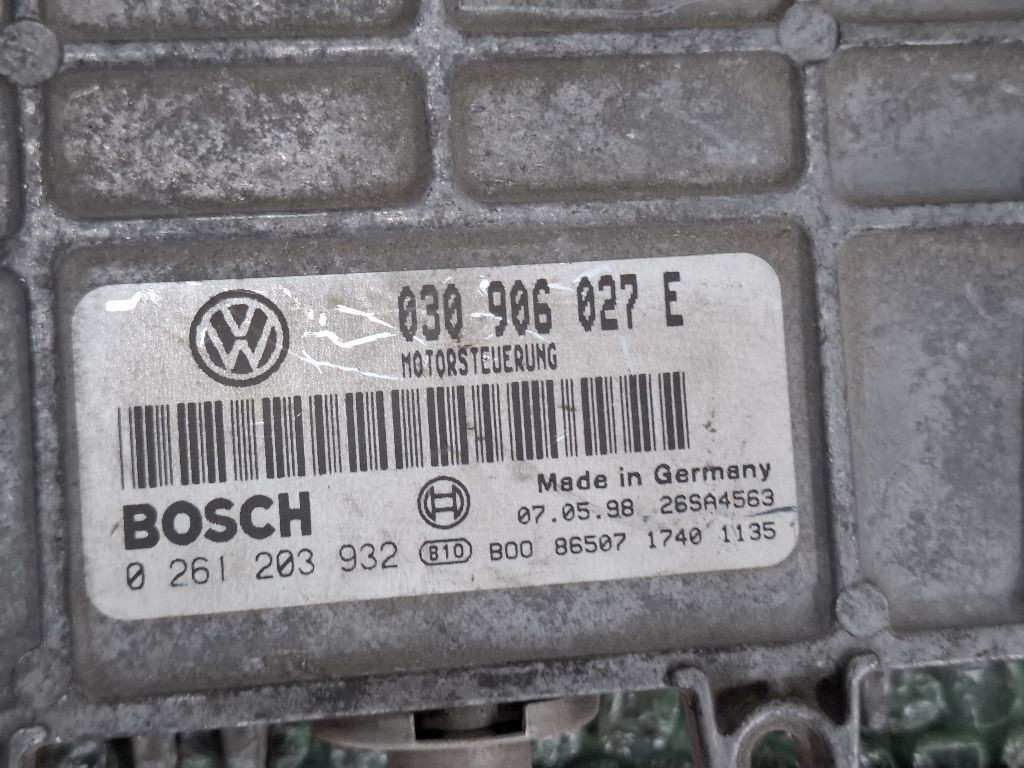 030 906 027 E
MOTORSTEUERUNG
Made in Germany
BOSCH
07.05.98 26SA4563
0 261 203 932 810 B00 86507 1740 1135